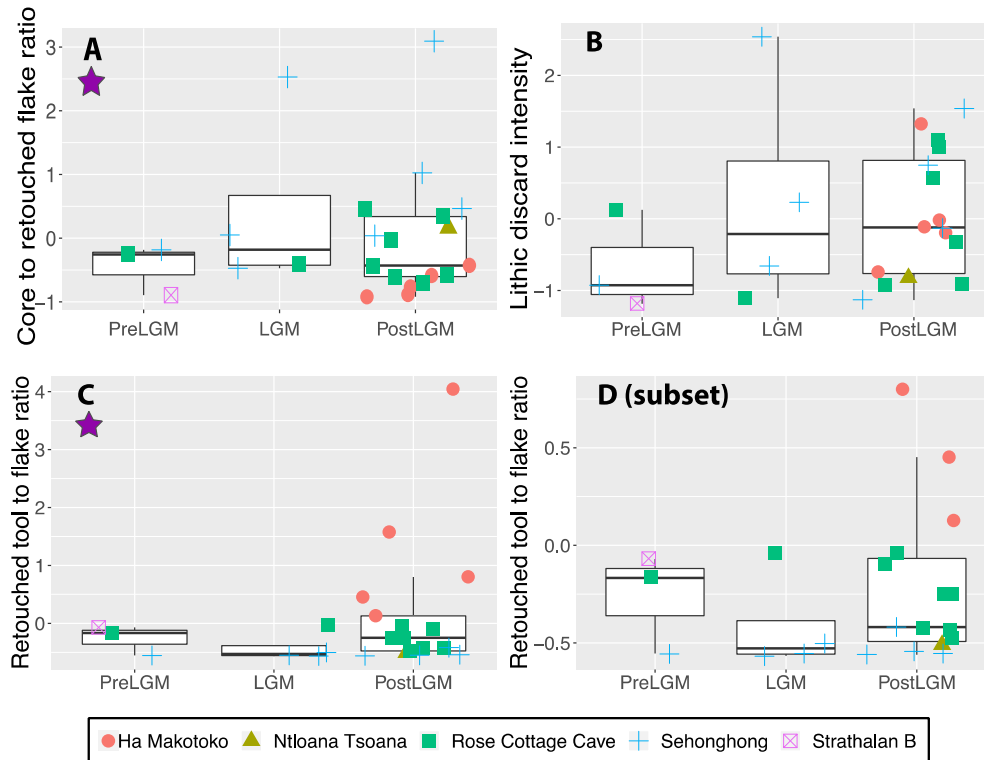 A
Core to retouched flake ratio
3
2
1
0
−1
PreLGM LGM PostLGM
B
Lithic discard intensity
2
1
0
−1
PreLGM LGM PostLGM
C
Retouched tool to flake ratio
4
3
2
1
0
PreLGM LGM PostLGM
D (subset)
Retouched tool to flake ratio
0.5
0.0
−0.5
PreLGM LGM PostLGM
Ha Makotoko Ntloana Tsoana Rose Cottage Cave Sehonghong Strathalan B